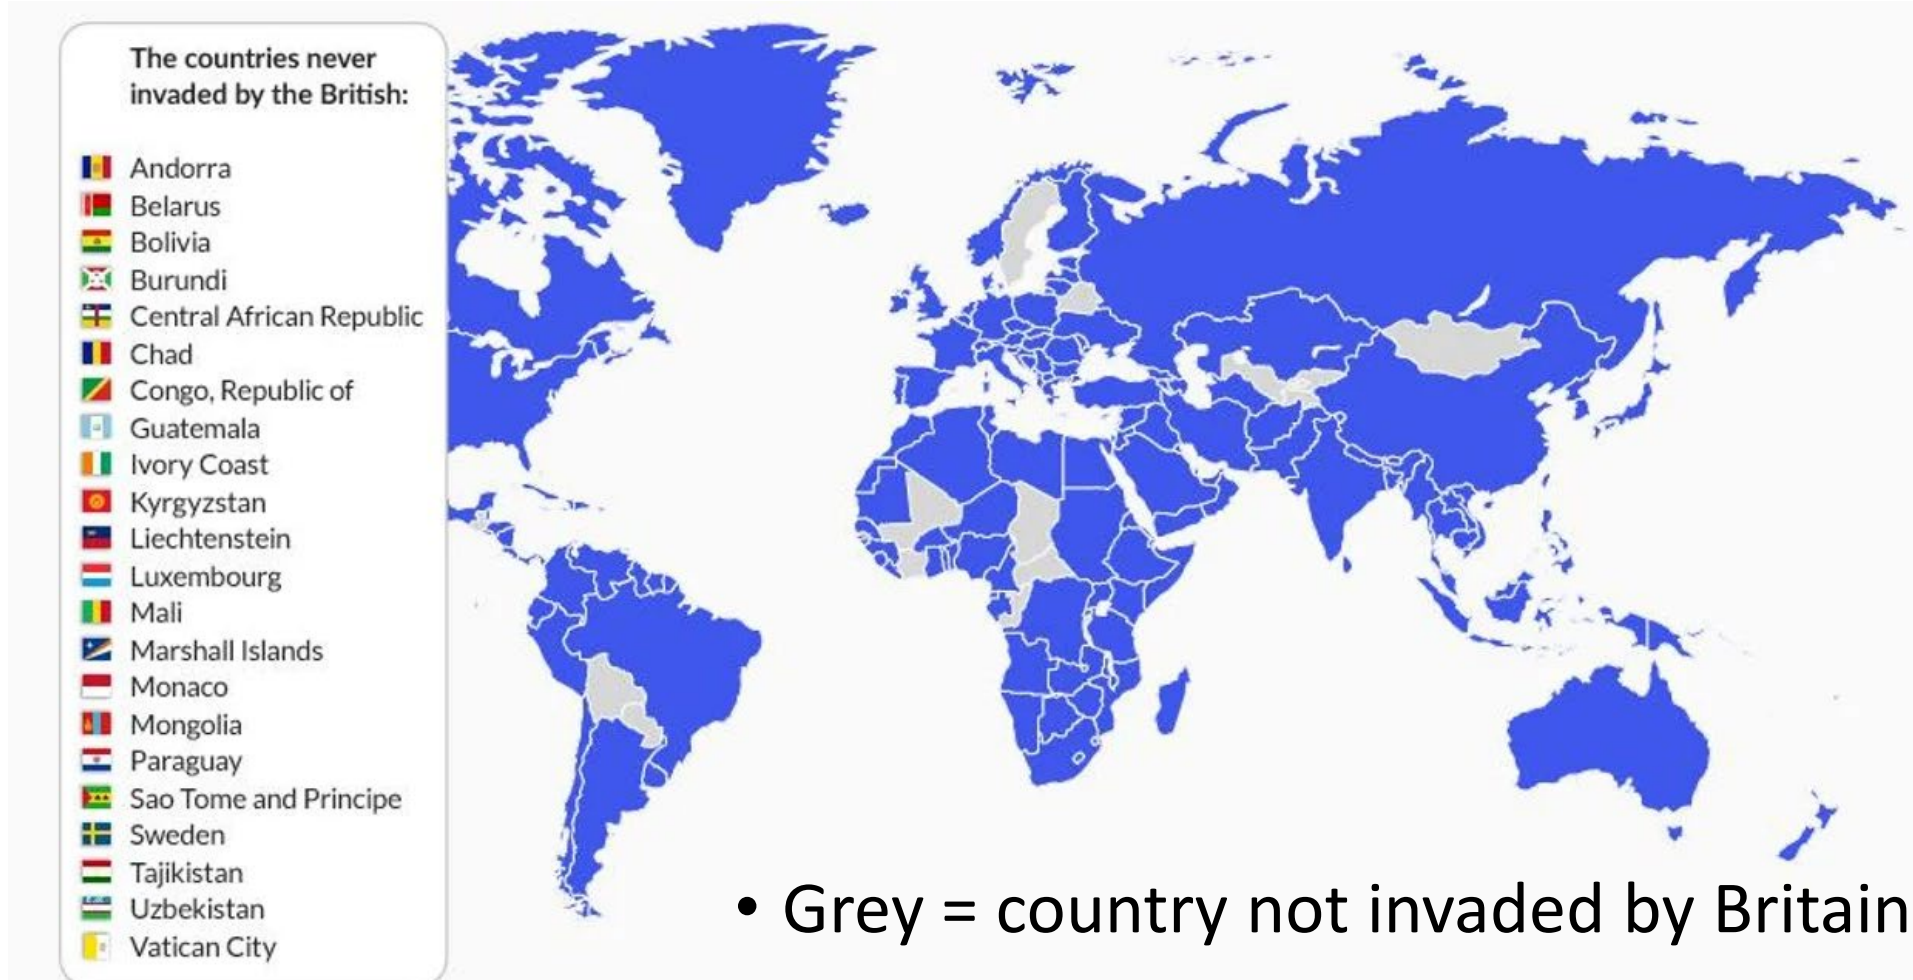 The countries never
invaded by the British:
Andorra
Belarus
Bolivia
Burundi
Central African Republic
Chad
Congo, Republic of
Guatemala
Ivory Coast
Kyrgyzstan
Liechtenstein
Luxembourg
Mali
Marshall Islands
Monaco
Mongolia
Paraguay
Sao Tome and Principe
Sweden
Tajikistan
Uzbekistan
Vatican City
• Grey = country not invaded by Britain